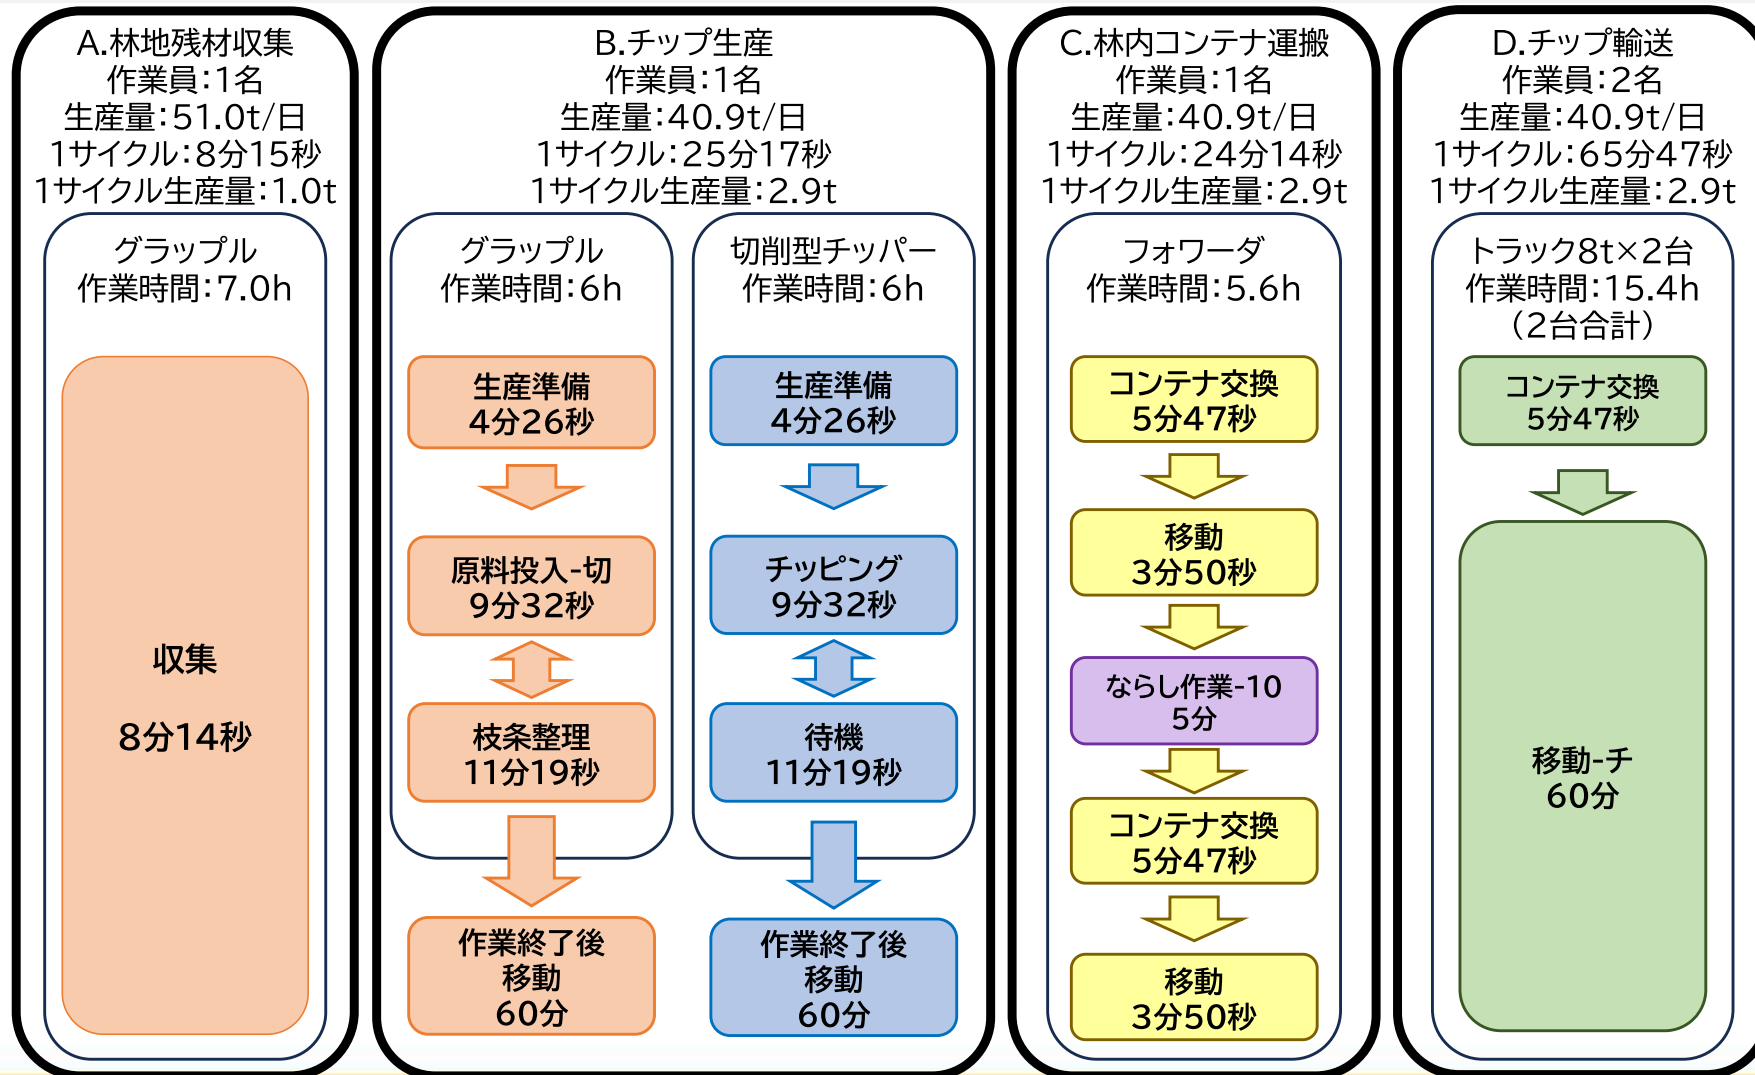 A.林地残材収集
作業員：1名
生産量：51.0t/日
1サイクル：8分15秒
1サイクル生産量：1.0t
グラップル
作業時間：7.0h
収集
8分14秒
B.チップ生産
作業員：1名
生産量：40.9t/日
1サイクル：25分17秒
1サイクル生産量：2.9t
グラップル
作業時間：6h
生産準備
4分26秒
原料投入-切
9分32秒
枝条整理
11分19秒
作業終了後
移動
60分
切削型チッパー
作業時間：6h
生産準備
4分26秒
チッピング
9分32秒
待機
11分19秒
作業終了後
移動
60分
C.林内コンテナ運搬
作業員：1名
生産量：40.9t/日
1サイクル：24分14秒
1サイクル生産量：2.9t
フォワーダ
作業時間：5.6h
コンテナ交換
5分47秒
移動
3分50秒
ならし作業-10
5分
コンテナ交換
5分47秒
移動
3分50秒
D.チップ輸送
作業員：2名
生産量：40.9t/日
1サイクル：65分47秒
1サイクル生産量：2.9t
トラック8t×2台
作業時間：15.4h
（2台合計）
コンテナ交換
5分47秒
移動-チ
60分